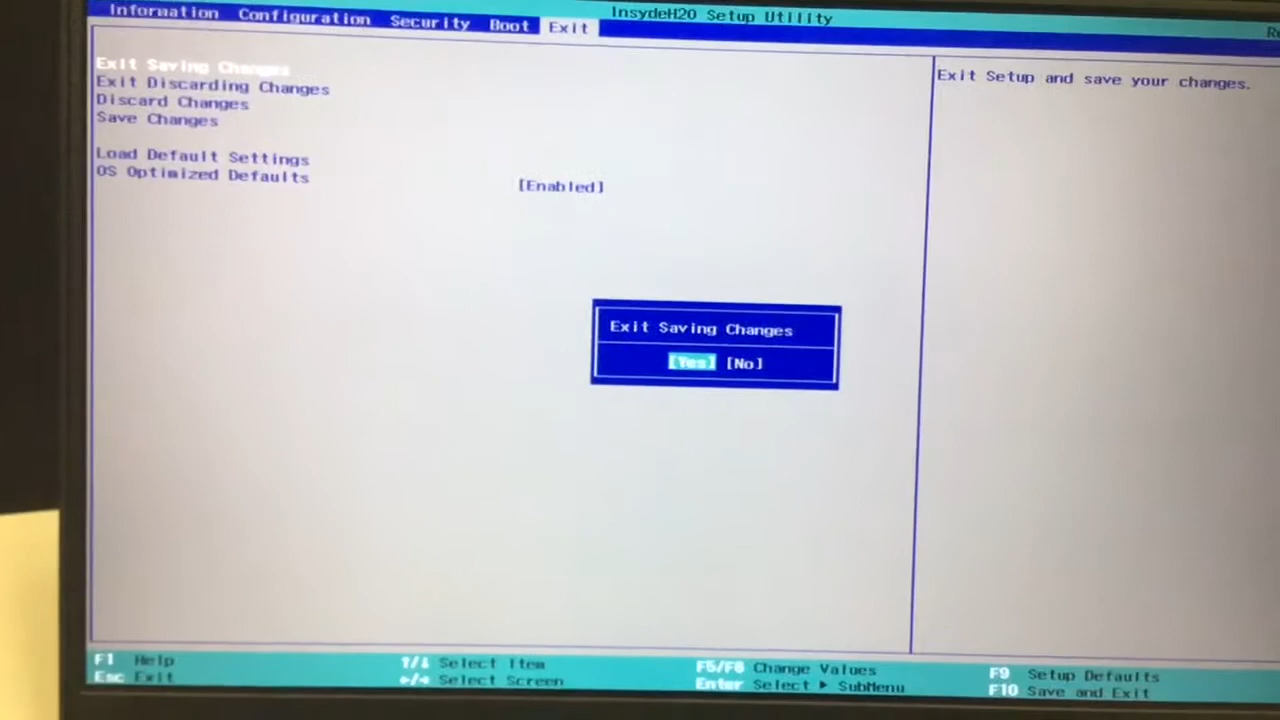 InsydeH20 Setup Utility
Information Configuration Security Boot Exit
Exit Saving Changes
Exit Discarding Changes
Discard Changes
Save Changes
Load Default Settings
OS Optimized Defaults [Enabled]
Exit Setup and save your changes.
Exit Saving Changes
[Yes] [No]
F1 Help ↑/↓ Select Item F5/F6 Change Values F9 Setup Defaults
Esc Exit ←/→ Select Screen Enter Select ▶ SubMenu F10 Save and Exit